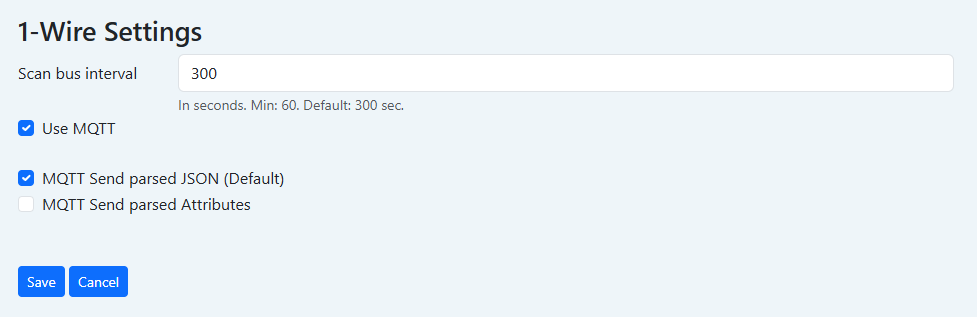 1-Wire Settings
Scan bus interval 300
In seconds. Min: 60. Default: 300 sec.
Use MQTT
MQTT Send parsed JSON (Default)
MQTT Send parsed Attributes
Save Cancel